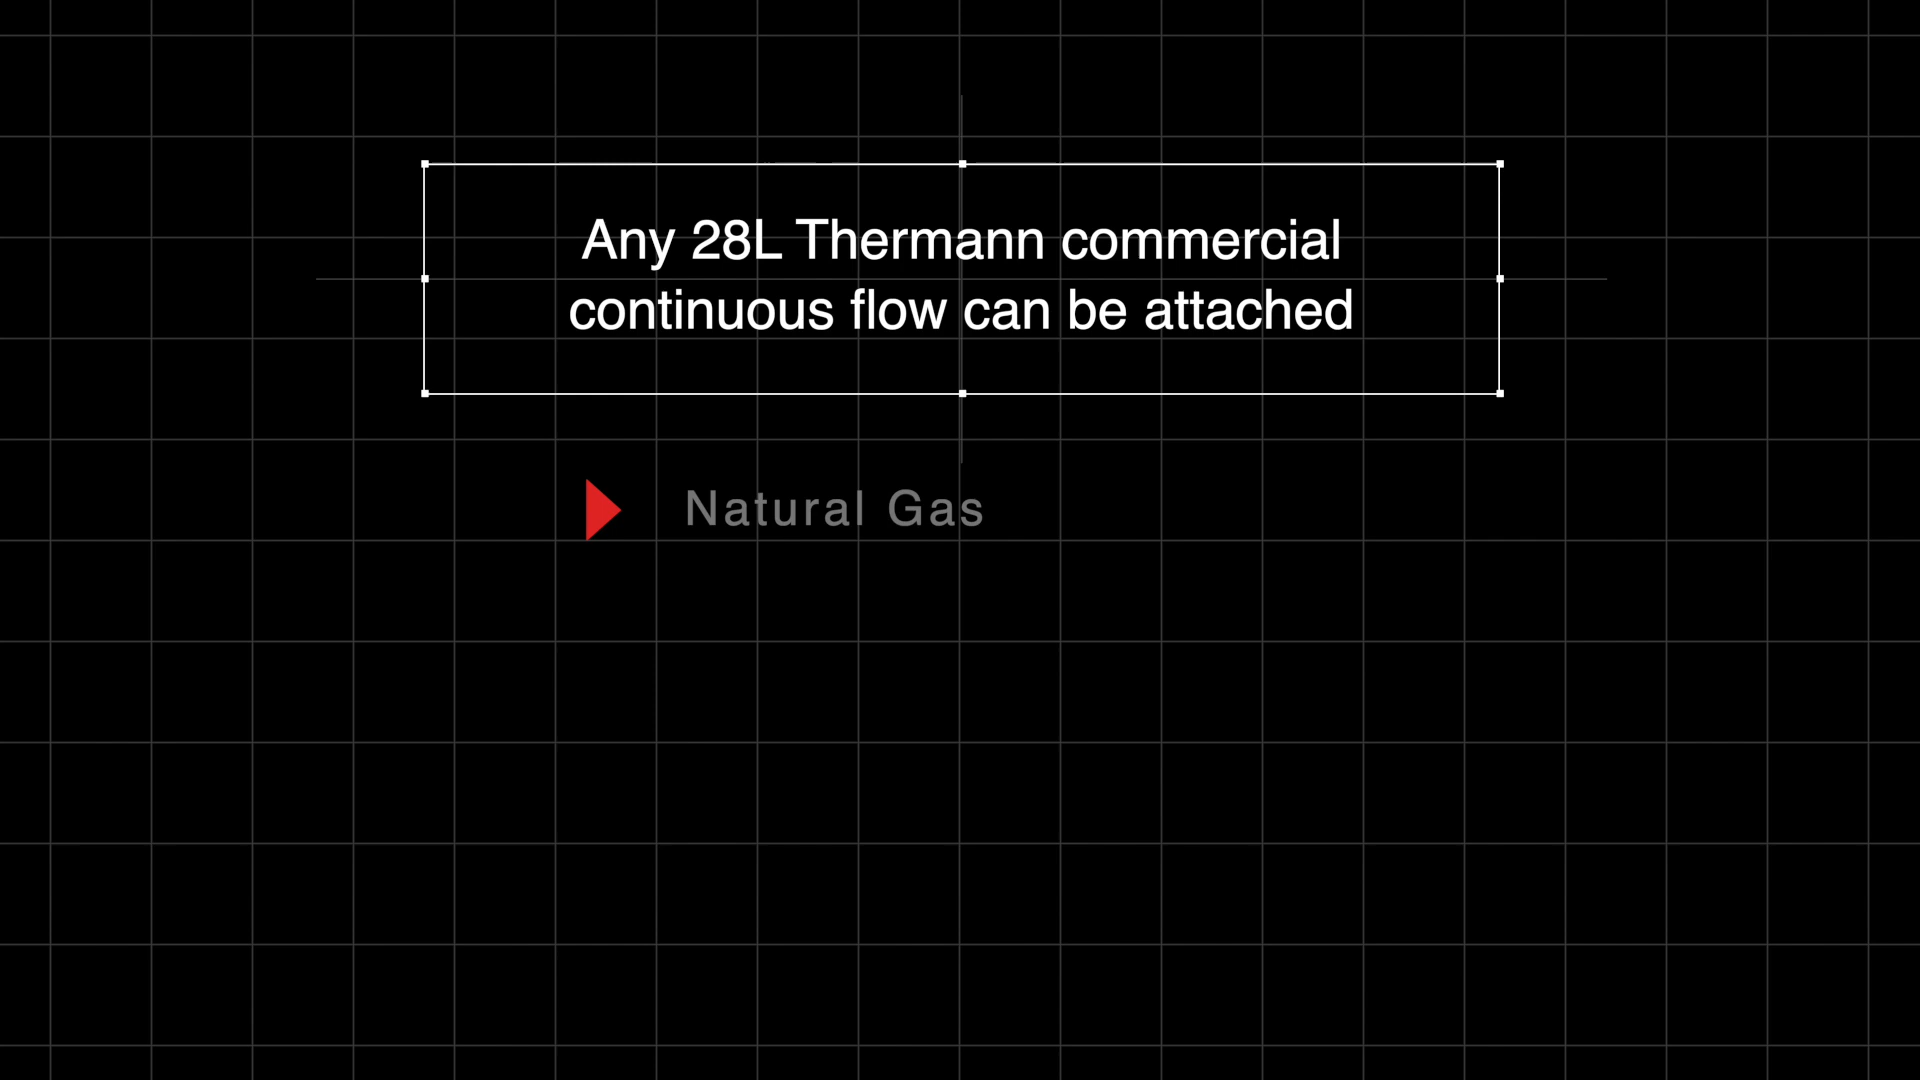 Any 28L Thermann commercial
continuous flow can be attached
Natural Gas